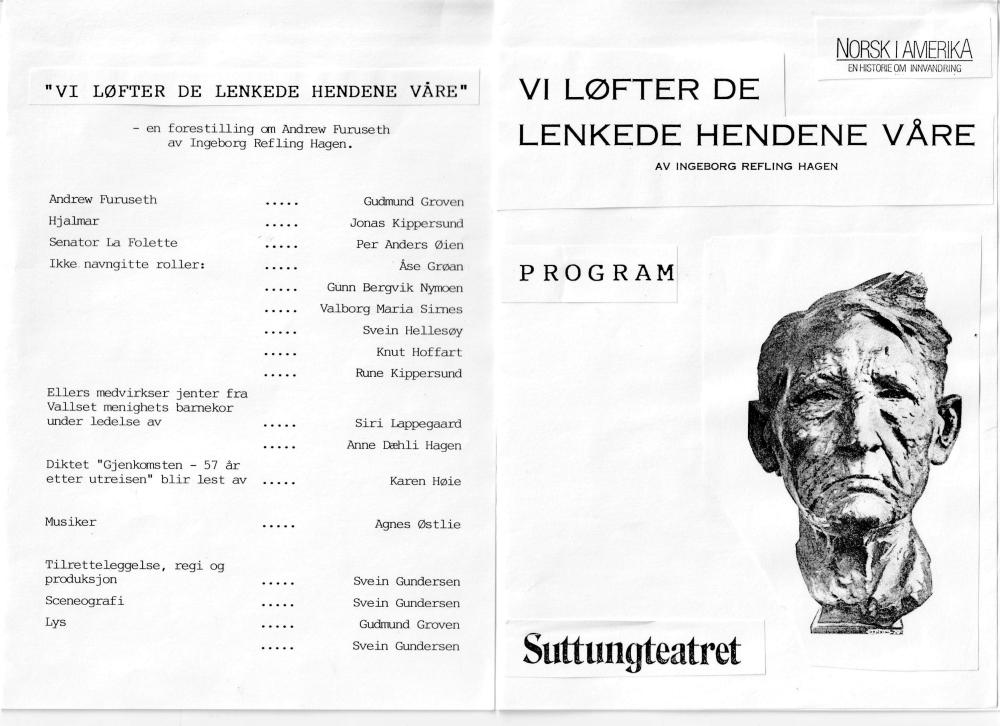 "VI LØFTER DE LENKEDE HENDENE VÅRE"
- en forestilling om Andrew Furuseth
av Ingeborg Refling Hagen.
Andrew Furuseth ..... Gudmund Groven
Hjalmar ..... Jonas Kippersund
Senator La Folette ..... Per Anders Øien
Ikke navngitte roller: ..... Åse Grøan
..... Gunn Bergvik Nymoen
..... Valborg Maria Sirnes
..... Svein Hellesøy
..... Knut Hoffart
..... Rune Kippersund
Ellers medvirkser jenter fra
Vallset menighets barnekor
under ledelse av ..... Siri Lappegaard
..... Anne Dæhli Hagen
Diktet "Gjenkomsten - 57 år
etter utreisen" blir lest av ..... Karen Høie
Musiker ..... Agnes Østlie
Tilretteleggelse, regi og
produksjon ..... Svein Gundersen
Sceneografi ..... Svein Gundersen
Lys ..... Gudmund Groven
..... Svein Gundersen
NORSK I AMERIKA
EN HISTORIE OM INNVANDRING
VI LØFTER DE
LENKEDE HENDENE VÅRE
AV INGEBORG REFLING HAGEN
PROGRAM
Suttungteatret